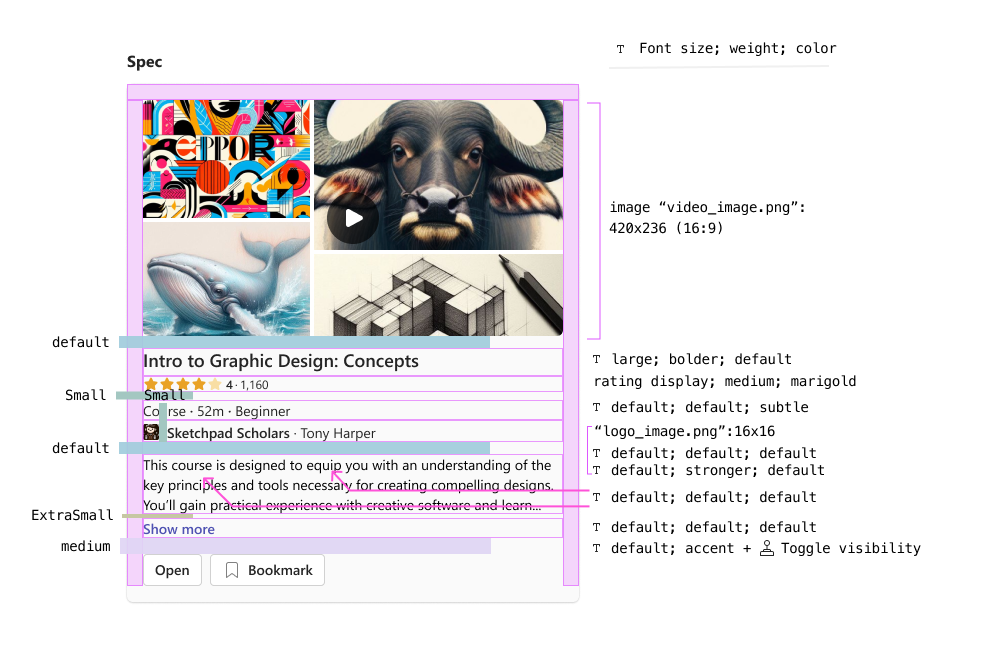 Spec
T Font size; weight; color
EPPOR
image “video_image.png”:
420x236 (16:9)
default
Intro to Graphic Design: Concepts
T large; bolder; default
4 · 1,160
rating display; medium; marigold
Small
Small
Course · 52m · Beginner
T default; default; subtle
Sketchpad Scholars · Tony Harper
“logo_image.png”:16x16
default
T default; default; default
T default; stronger; default
This course is designed to equip you with an understanding of the
key principles and tools necessary for creating compelling designs.
You’ll gain practical experience with creative software and learn...
T default; default; default
ExtraSmall
Show more
T default; default; default
medium
T default; accent + Toggle visibility
Open
Bookmark